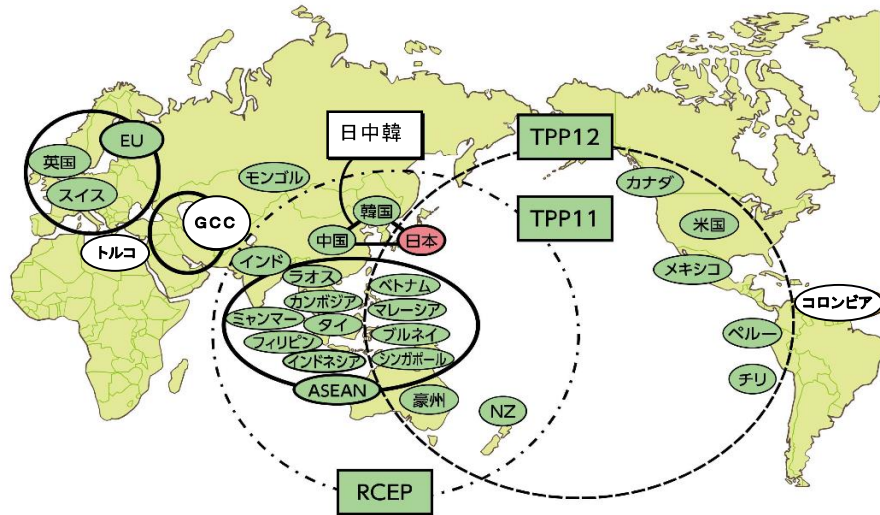 日中韓
TPP12
EU
英国
スイス
モンゴル
カナダ
GCC
韓国
TPP11
米国
トルコ
中国
日本
インド
メキシコ
ラオス
ベトナム
カンボジア
マレーシア
コロンビア
ミャンマー
タイ
ブルネイ
ペルー
フィリピン
インドネシア
シンガポール
チリ
ASEAN
豪州
NZ
RCEP